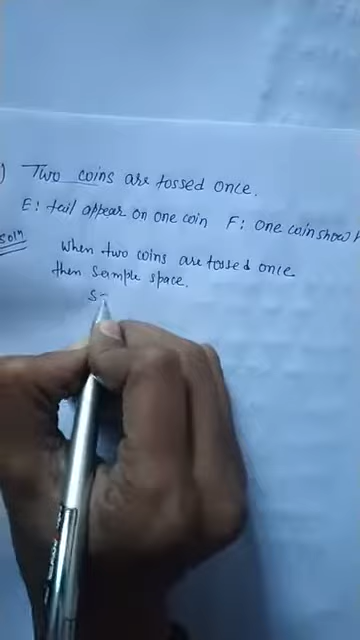 ) Two coins are tossed once.
E: tail appear on one coin F: one coin show
Soln
When two coins are tossed once
then sample space.
S